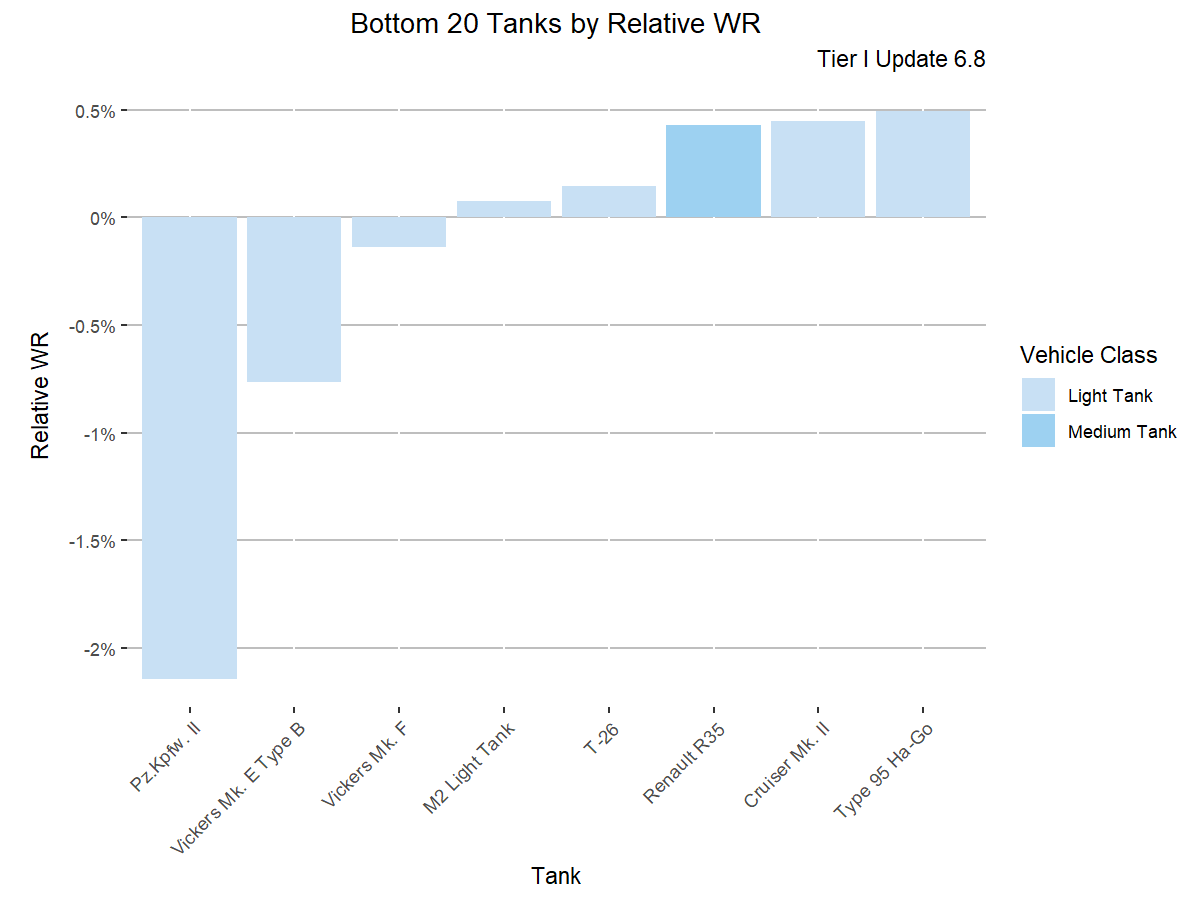 Bottom 20 Tanks by Relative WR
Tier I Update 6.8
0.5%
0%
-0.5%
-1%
-1.5%
-2%
Relative WR
Pz.Kpfw. II
Vickers Mk. E Type B
Vickers Mk. F
M2 Light Tank
T-26
Renault R35
Cruiser Mk. II
Type 95 Ha-Go
Tank
Vehicle Class
Light Tank
Medium Tank